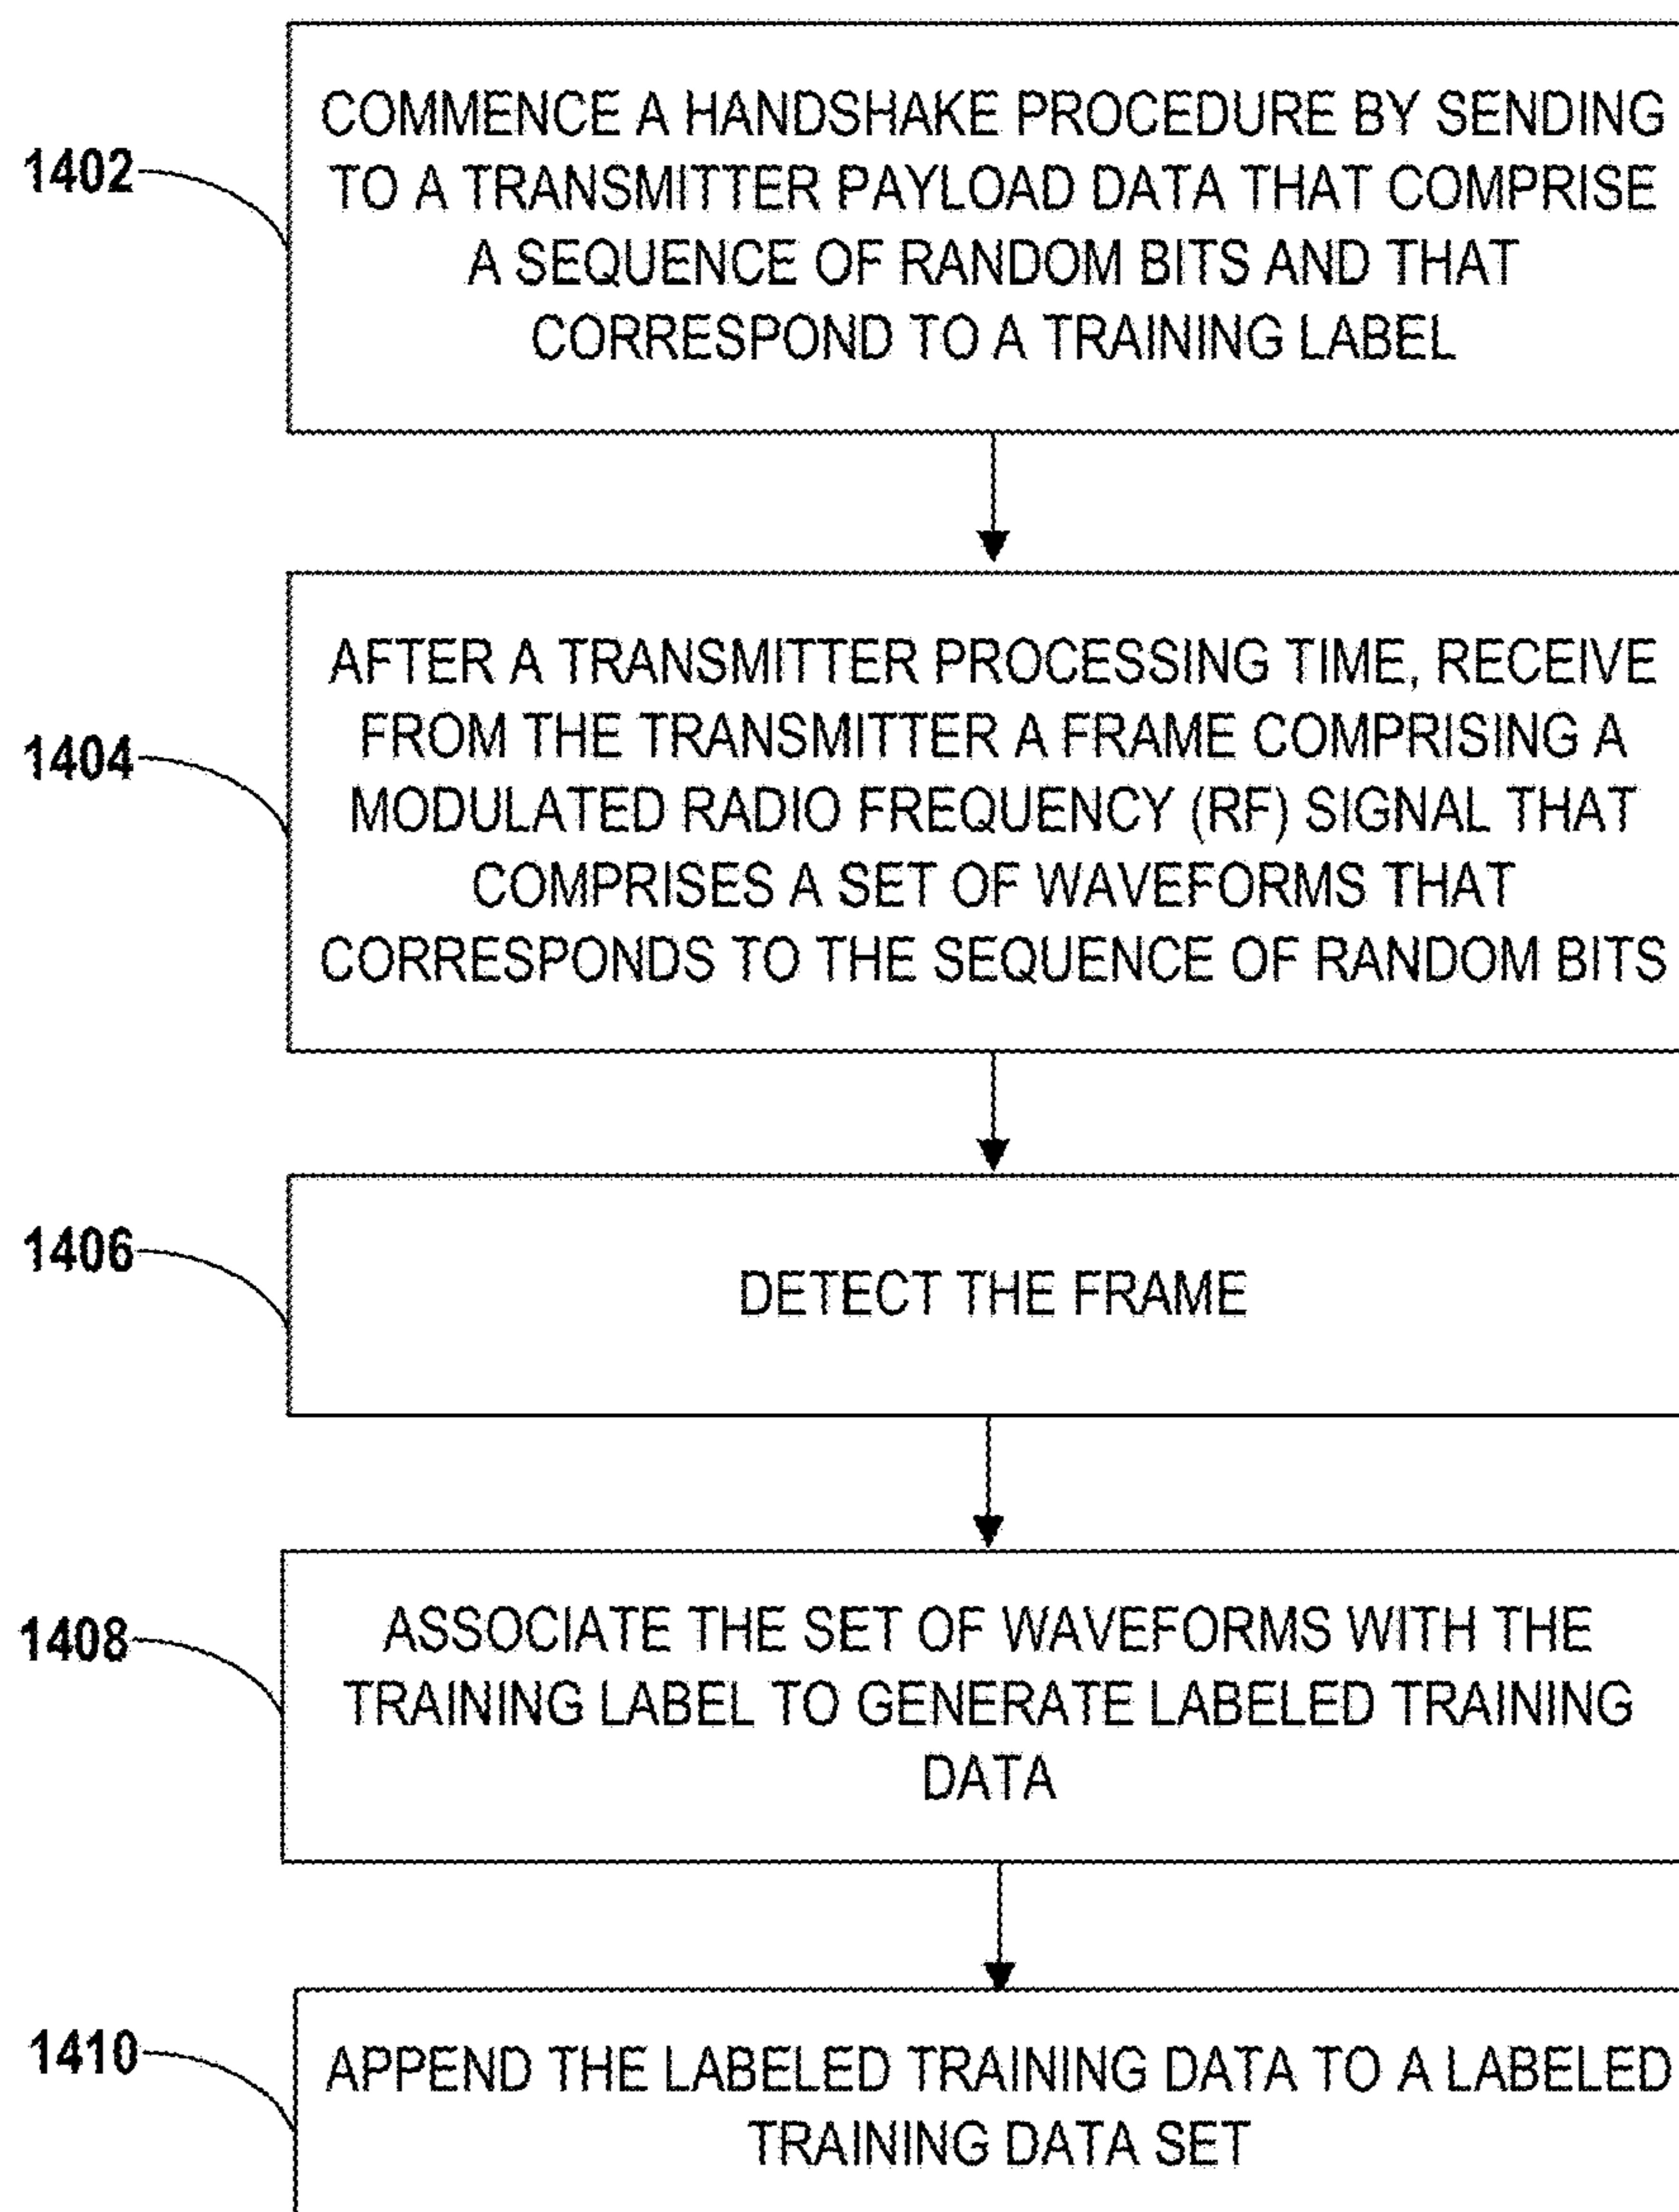 1402
COMMENCE A HANDSHAKE PROCEDURE BY SENDING
TO A TRANSMITTER PAYLOAD DATA THAT COMPRISE
A SEQUENCE OF RANDOM BITS AND THAT
CORRESPOND TO A TRAINING LABEL
1404
AFTER A TRANSMITTER PROCESSING TIME, RECEIVE
FROM THE TRANSMITTER A FRAME COMPRISING A
MODULATED RADIO FREQUENCY (RF) SIGNAL THAT
COMPRISES A SET OF WAVEFORMS THAT
CORRESPONDS TO THE SEQUENCE OF RANDOM BITS
1406
DETECT THE FRAME
1408
ASSOCIATE THE SET OF WAVEFORMS WITH THE
TRAINING LABEL TO GENERATE LABELED TRAINING
DATA
1410
APPEND THE LABELED TRAINING DATA TO A LABELED
TRAINING DATA SET